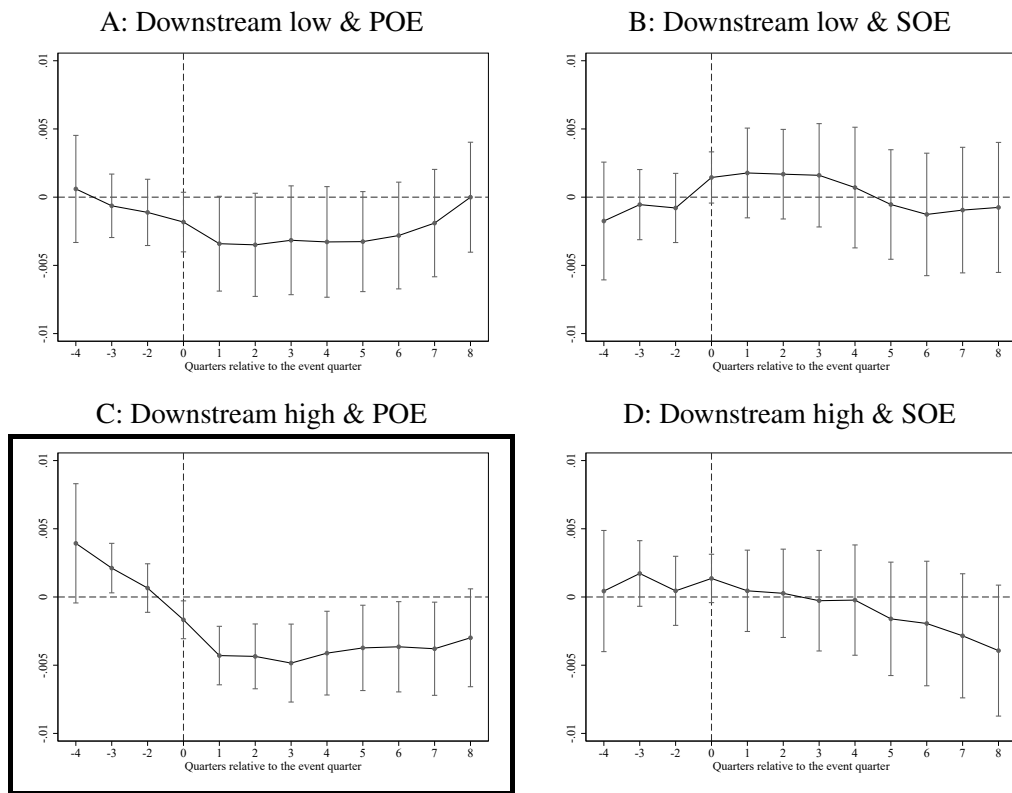 A: Downstream low & POE
.01
.005
0
-.005
-.01
-4 -3 -2 0 1 2 3 4 5 6 7 8
Quarters relative to the event quarter
B: Downstream low & SOE
.01
.005
0
-.005
-.01
-4 -3 -2 0 1 2 3 4 5 6 7 8
Quarters relative to the event quarter
C: Downstream high & POE
.01
.005
0
-.005
-.01
-4 -3 -2 0 1 2 3 4 5 6 7 8
Quarters relative to the event quarter
D: Downstream high & SOE
.01
.005
0
-.005
-.01
-4 -3 -2 0 1 2 3 4 5 6 7 8
Quarters relative to the event quarter